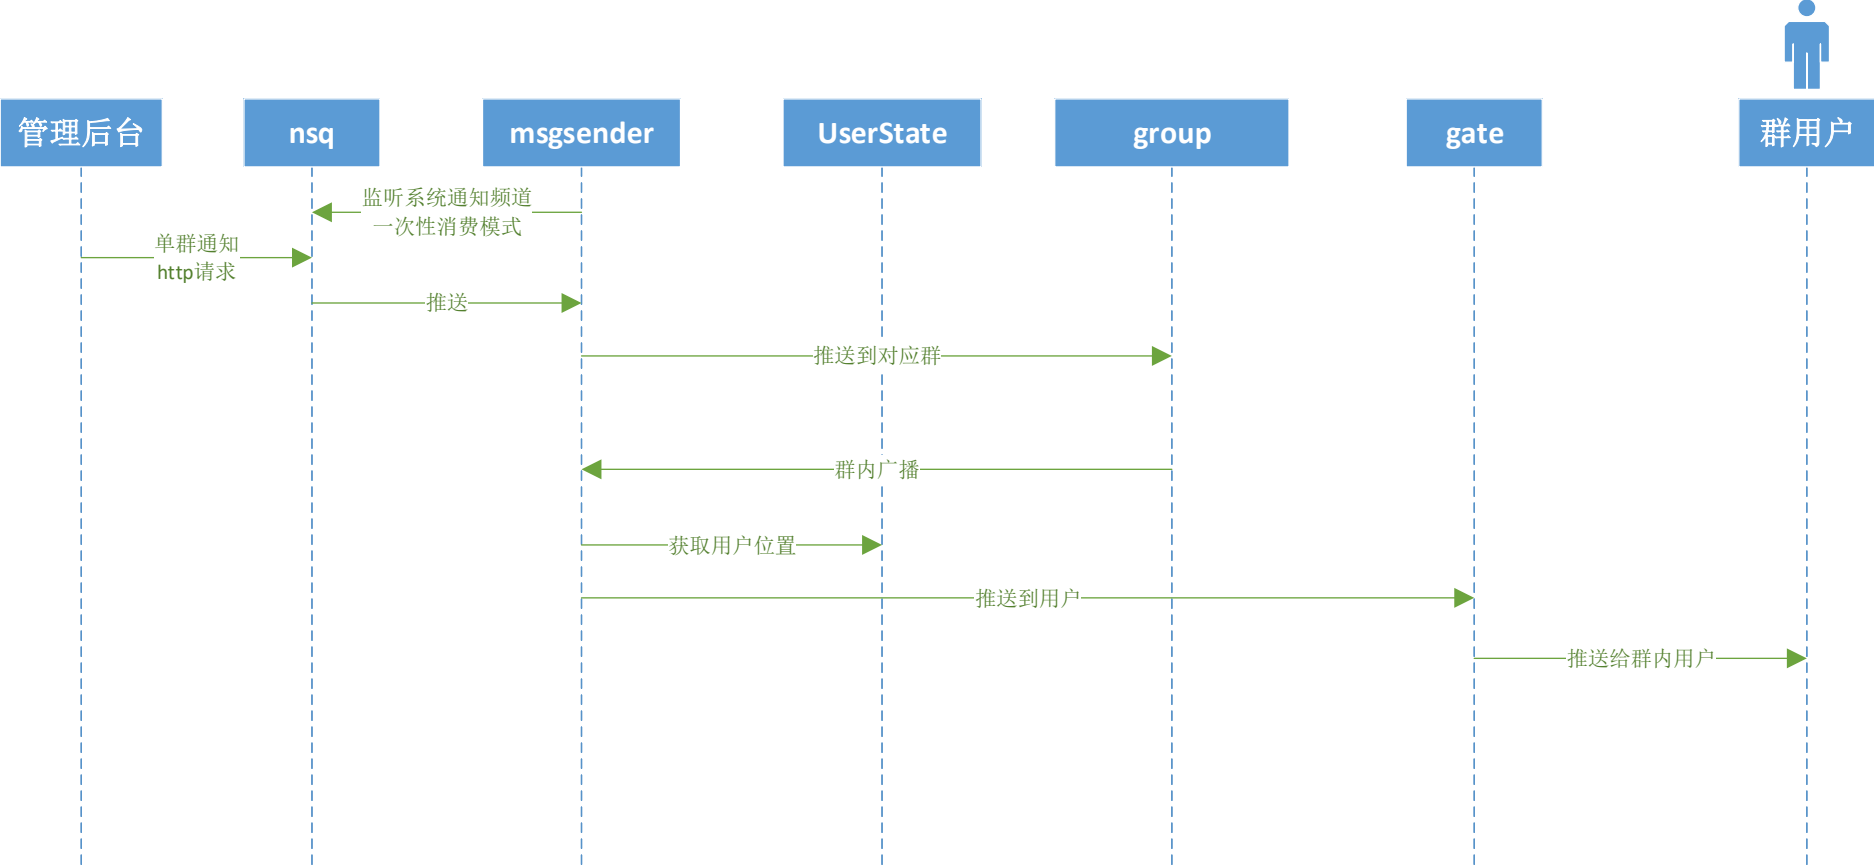 管理后台
nsq
msgsender
UserState
group
gate
群用户
监听系统通知频道
一次性消费模式
单群通知
http请求
推送
推送到对应群
群内广播
获取用户位置
推送到用户
推送给群内用户